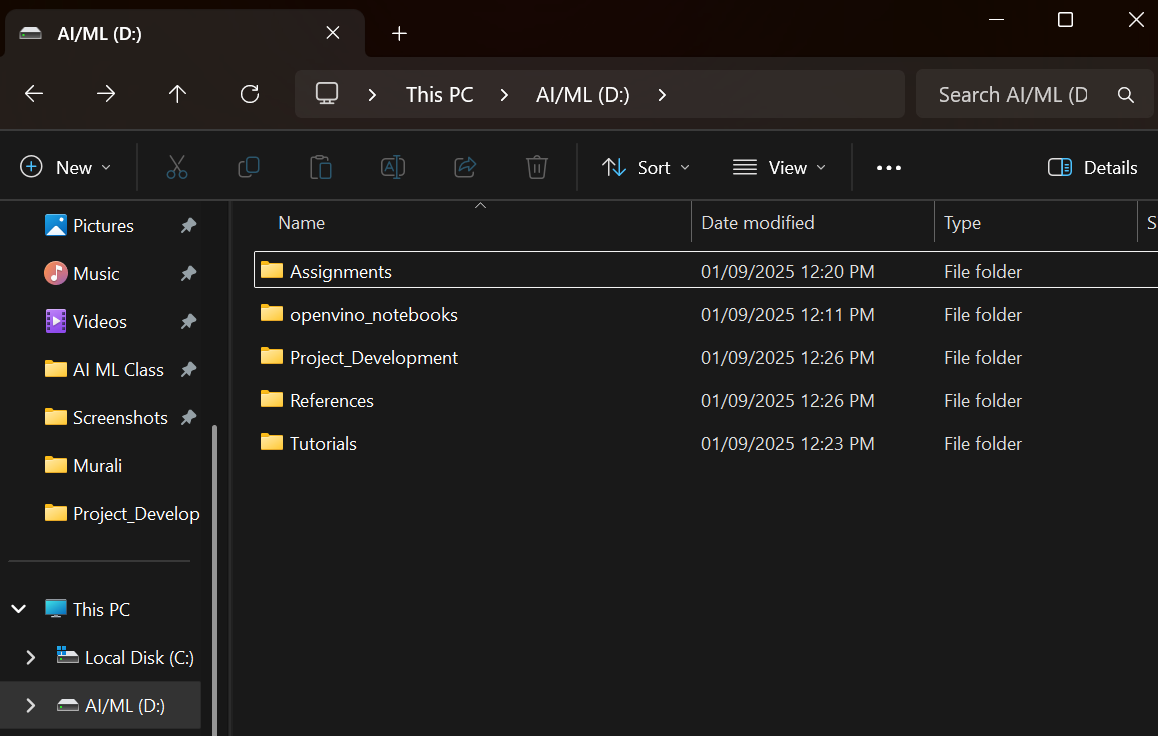 AI/ML (D:)
This PC > AI/ML (D:) >
Search AI/ML (D
New
Sort
View
Details
Name Date modified Type S
Assignments 01/09/2025 12:20 PM File folder
openvino_notebooks 01/09/2025 12:11 PM File folder
Project_Development 01/09/2025 12:26 PM File folder
References 01/09/2025 12:26 PM File folder
Tutorials 01/09/2025 12:23 PM File folder
Pictures
Music
Videos
AI ML Class
Screenshots
Murali
Project_Develop
This PC
Local Disk (C:)
AI/ML (D:)